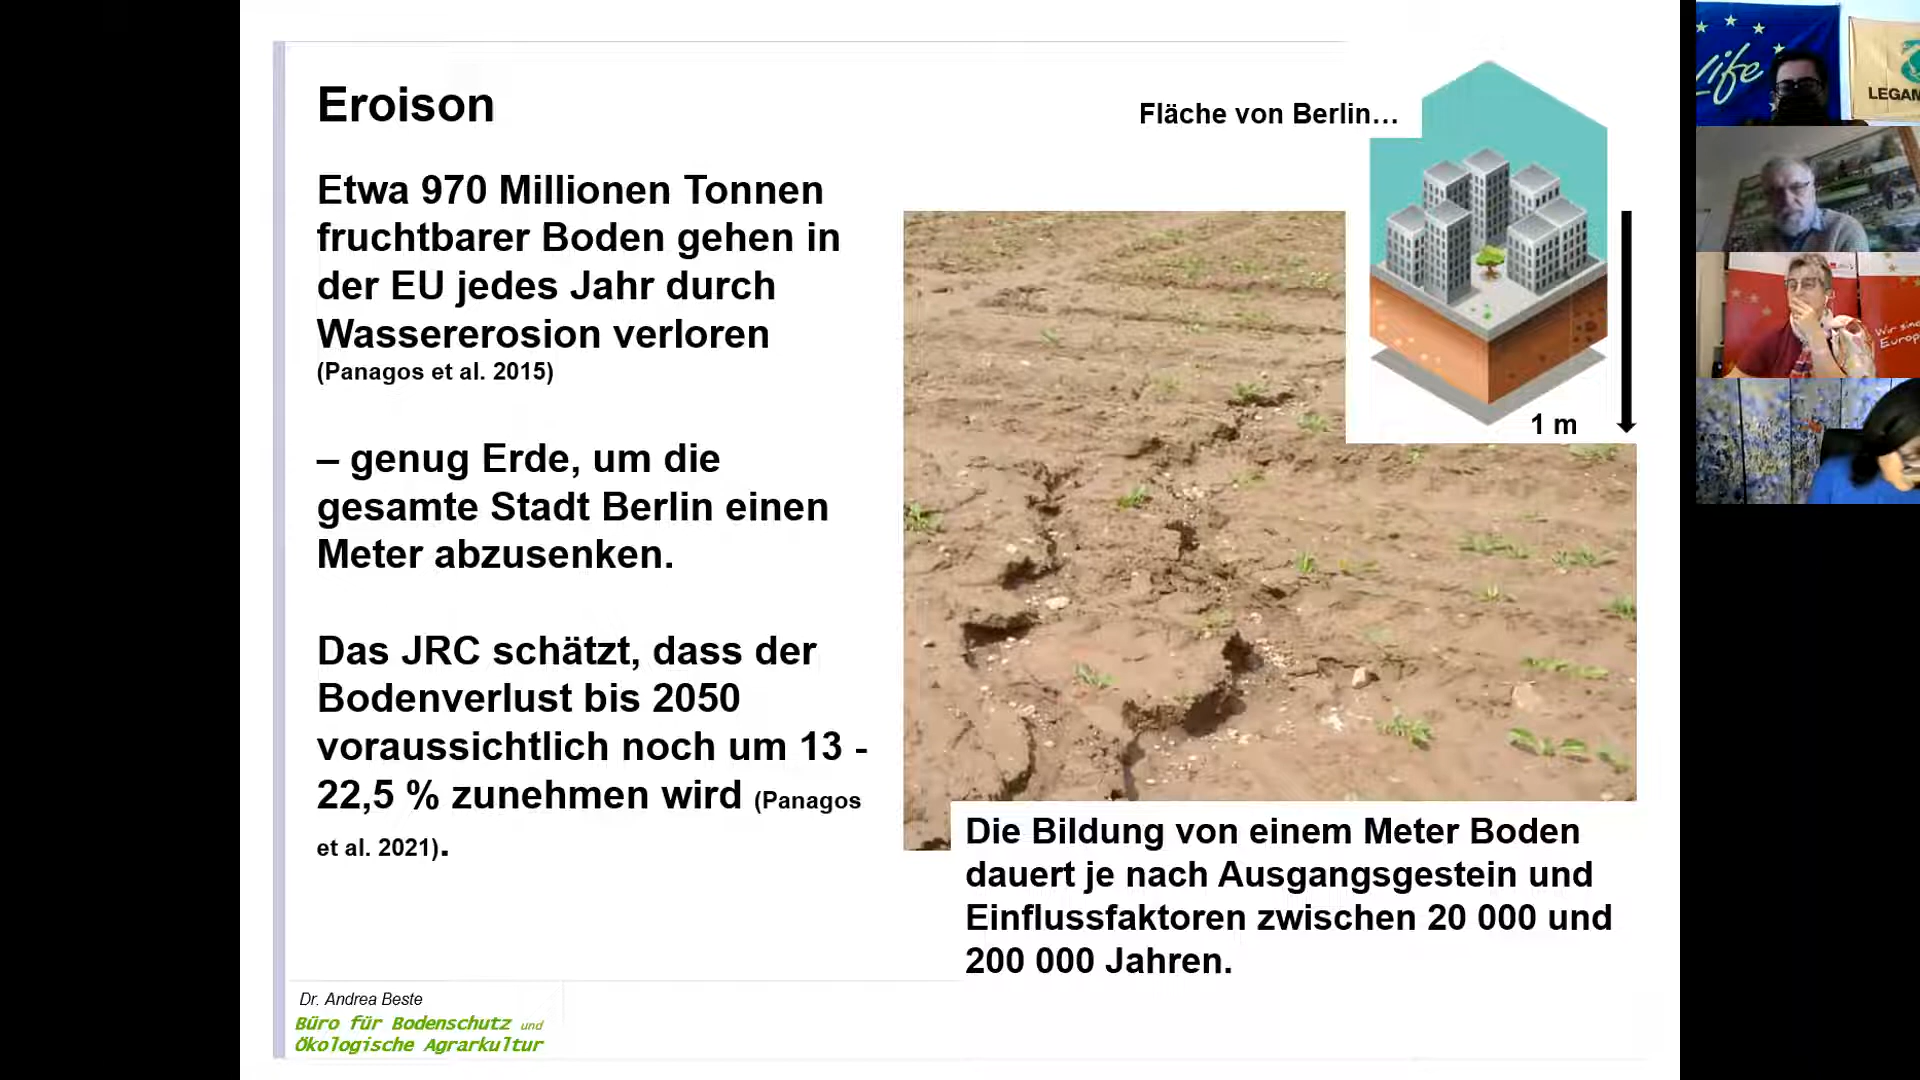 Eroison
Etwa 970 Millionen Tonnen
fruchtbarer Boden gehen in
der EU jedes Jahr durch
Wassererosion verloren
(Panagos et al. 2015)
– genug Erde, um die
gesamte Stadt Berlin einen
Meter abzusenken.
Das JRC schätzt, dass der
Bodenverlust bis 2050
voraussichtlich noch um 13 -
22,5 % zunehmen wird (Panagos
et al. 2021).
Fläche von Berlin…
1 m
Die Bildung von einem Meter Boden
dauert je nach Ausgangsgestein und
Einflussfaktoren zwischen 20 000 und
200 000 Jahren.
Dr. Andrea Beste
Büro für Bodenschutz und
Ökologische Agrarkultur
Life
LEGAM
Wir sind
Europ